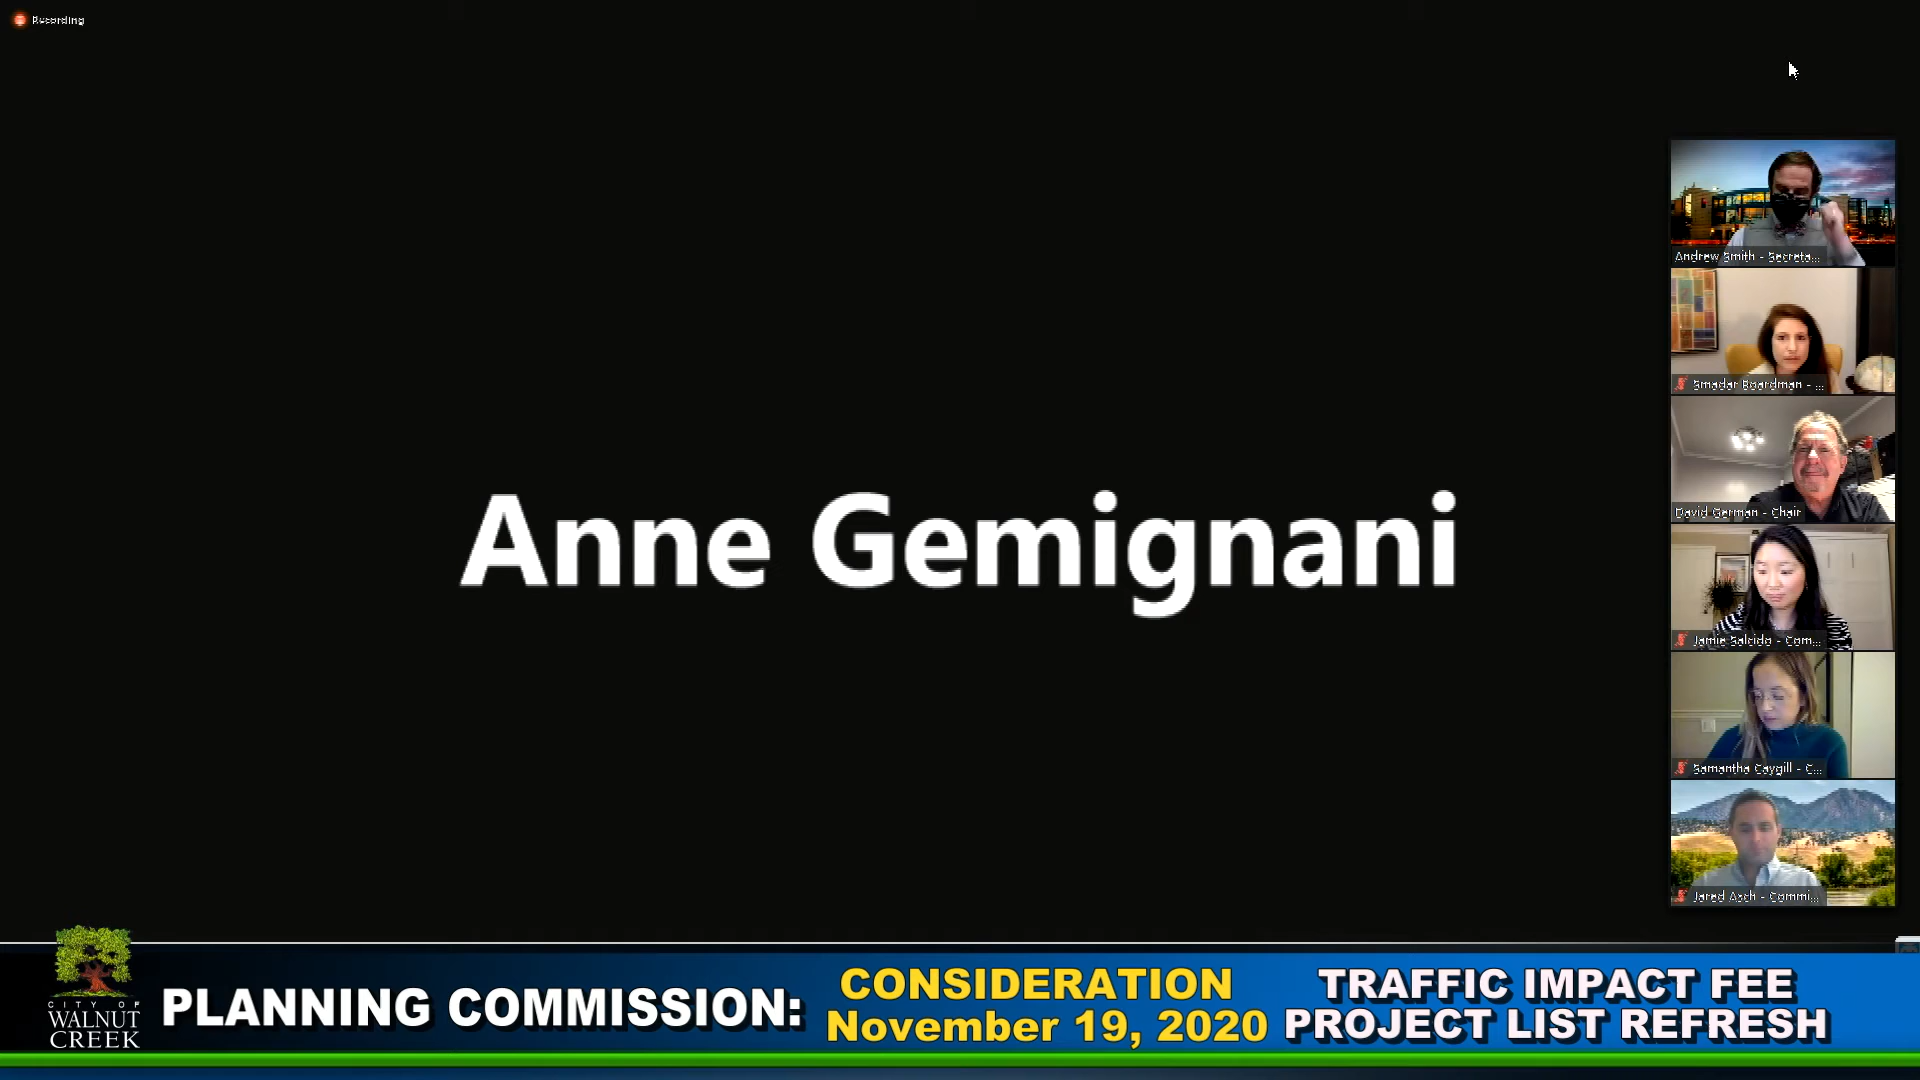 Recording
Anne Gemignani
Andrew Smith - Secreta...
Smadar Boardman - ...
David German - Chair
Jamie Salcido - Com...
Samantha Caygill - C...
Jared Asch - Commi...
CITY OF
WALNUT
CREEK
PLANNING COMMISSION:
CONSIDERATION
November 19, 2020
TRAFFIC IMPACT FEE
PROJECT LIST REFRESH